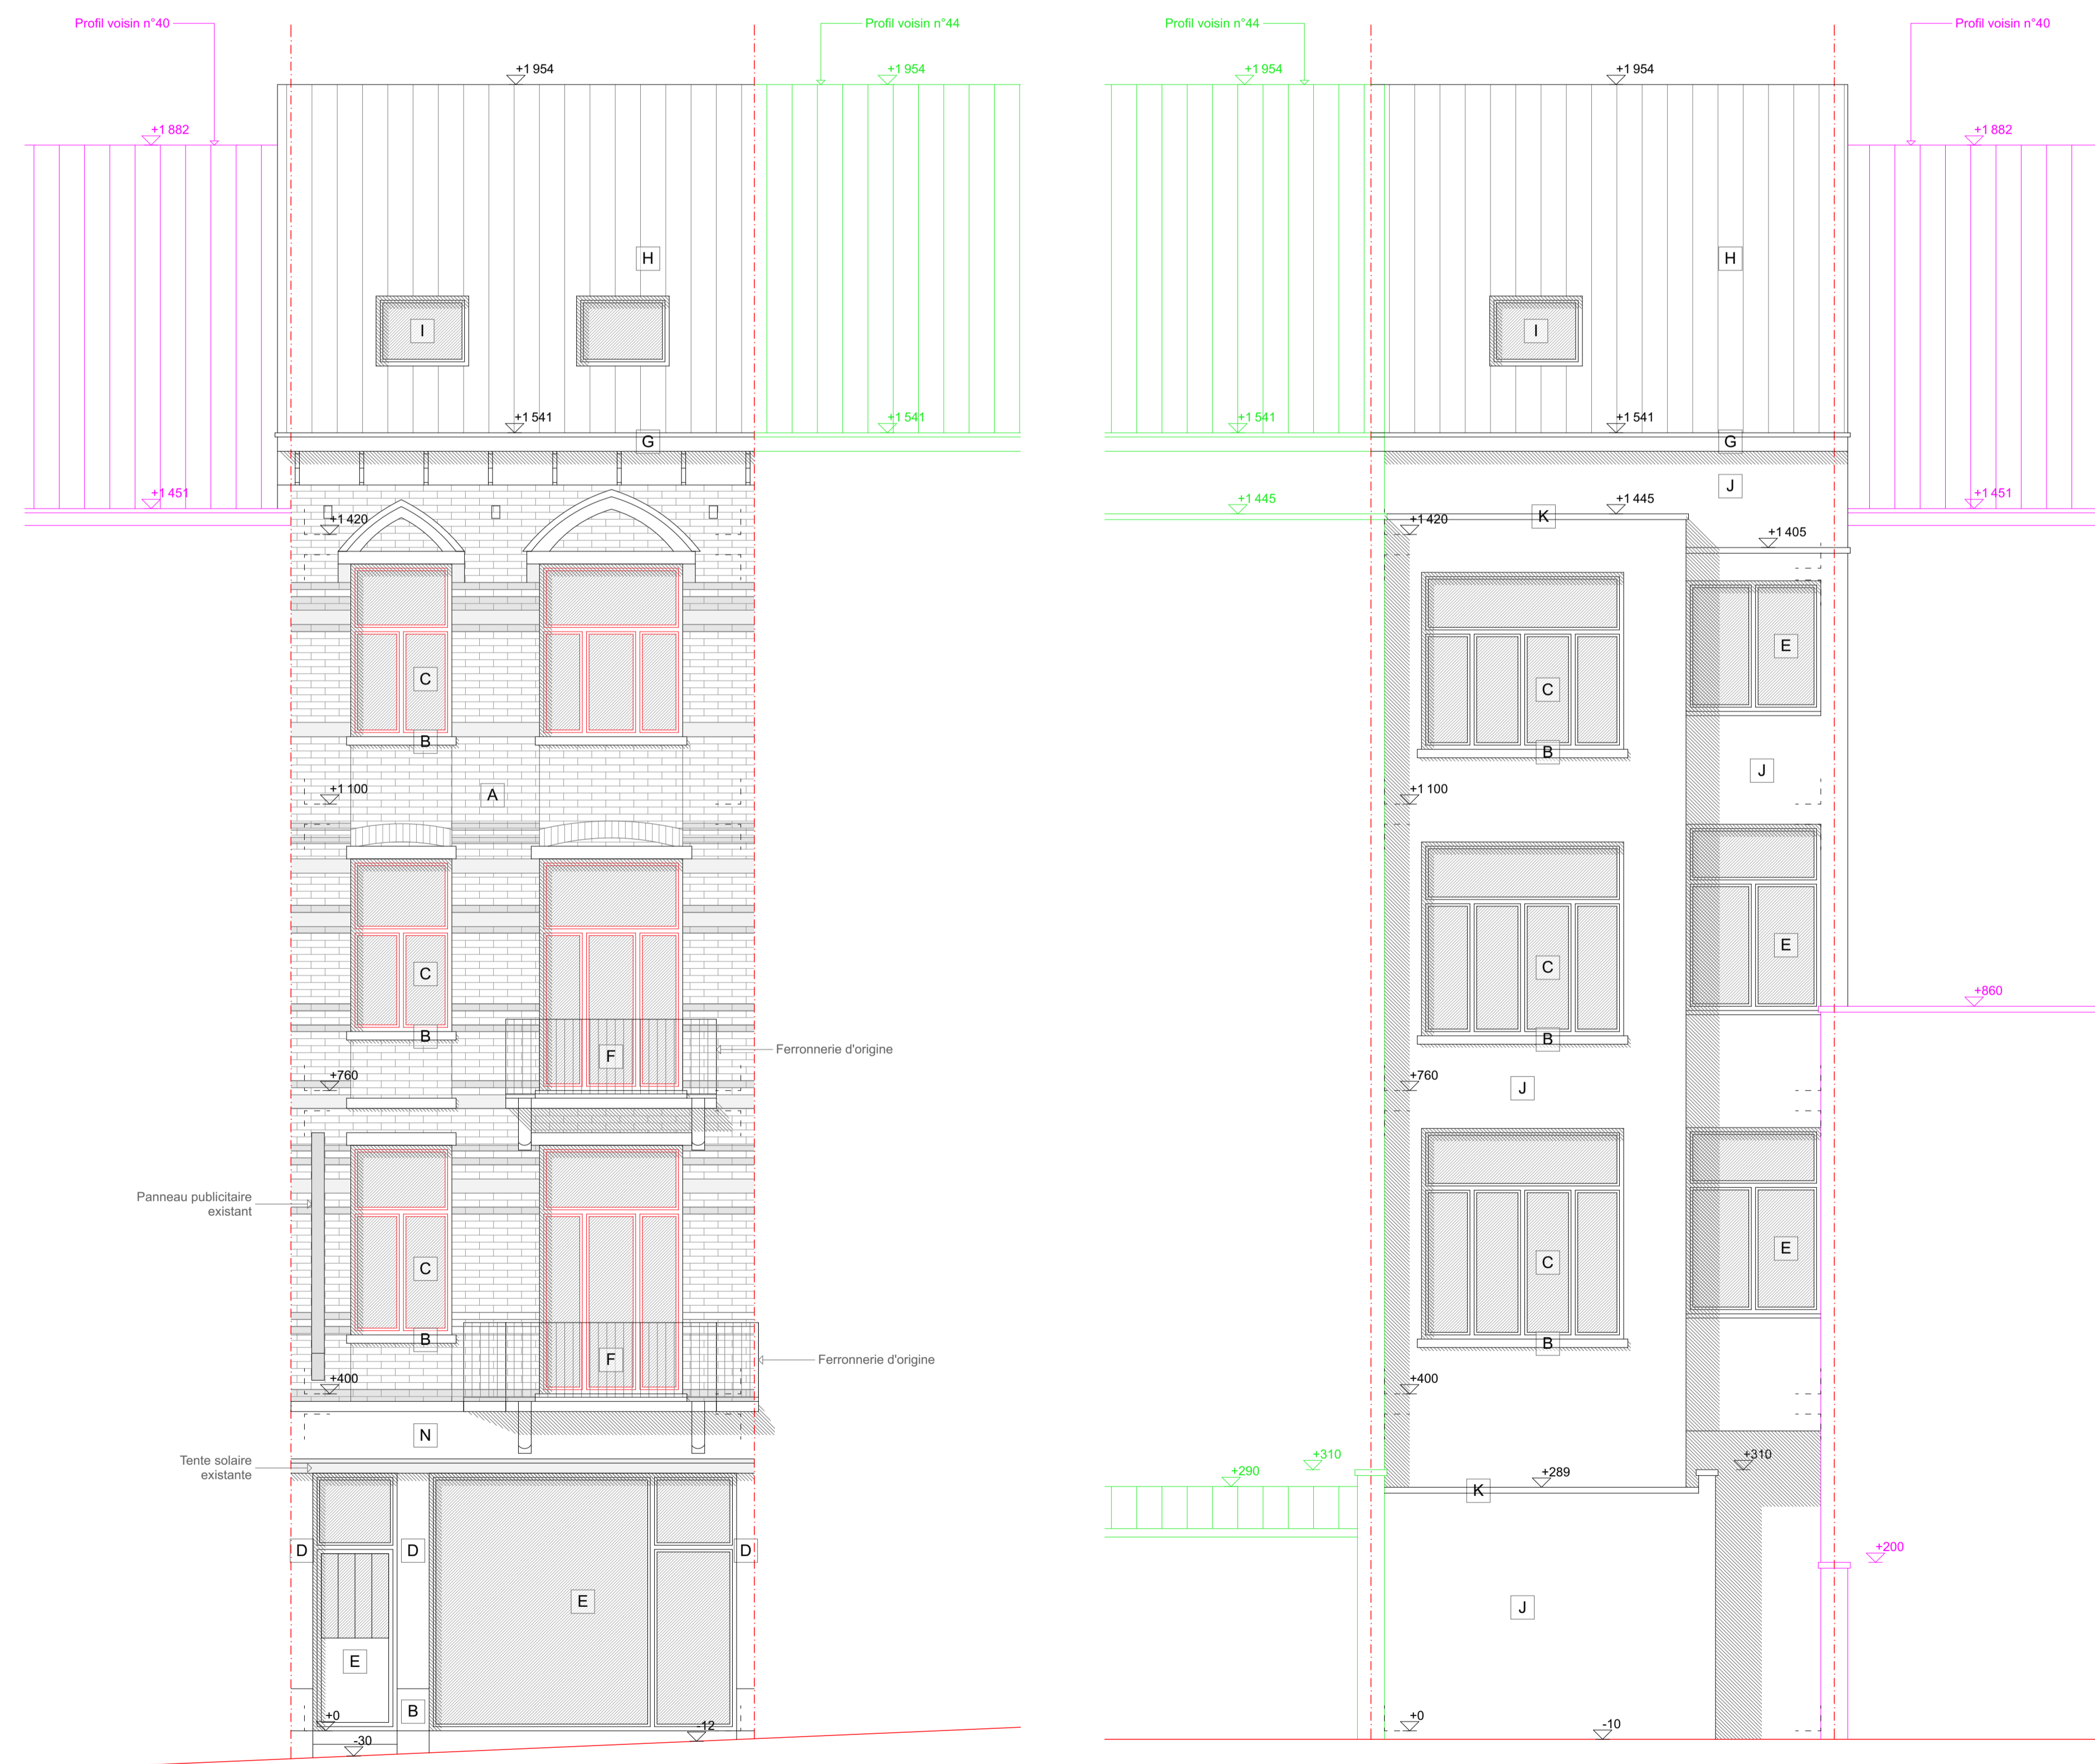 Profil voisin n°40
Profil voisin n°44
Profil voisin n°44
Profil voisin n°40
+1 954
+1 954
+1 954
+1 954
+1 882
+1 882
H
H
I
I
+1 541
+1 541
+1 541
+1 541
G
G
J
+1 451
+1 445
+1 445
+1 451
K
+1 420
+1 420
+1 405
E
C
C
B
B
J
+1 100
A
+1 100
E
C
C
+860
B
B
F
Ferronnerie d'origine
+760
+760
J
Panneau publicitaire
existant
E
C
C
B
B
F
Ferronnerie d'origine
+400
+400
N
Tente solaire
existante
+310
+310
+290
+289
K
D
D
D
+200
E
J
E
B
+0
-12
+0
-10
-30